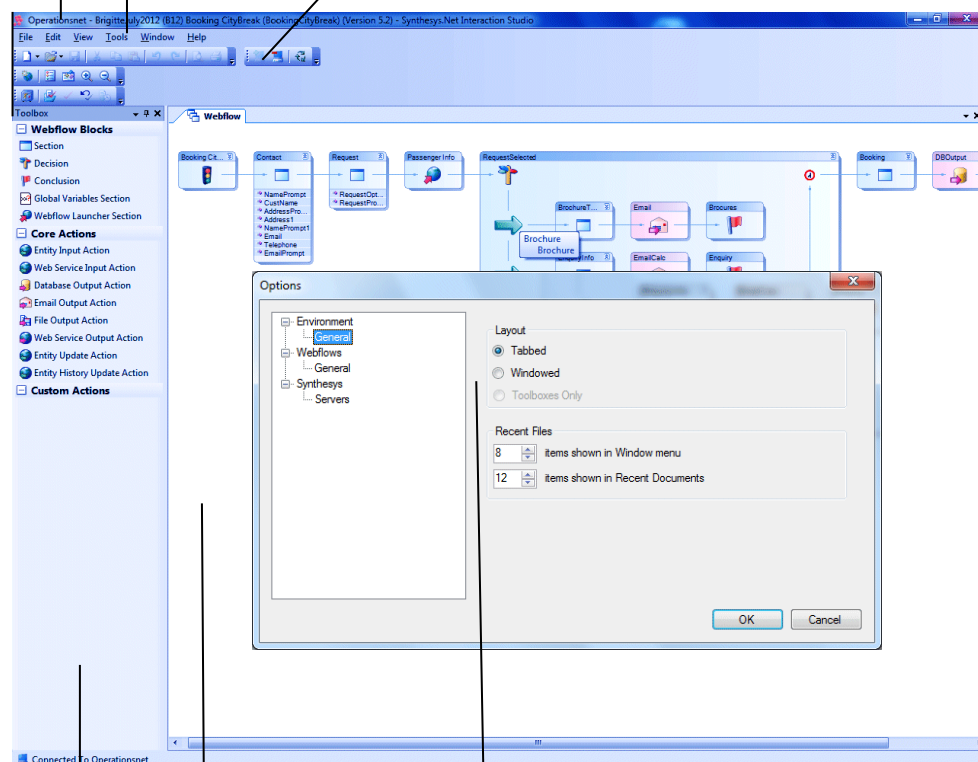 Operationsnet - BrigitteJuly2012 (B12) Booking CityBreak (BookingCityBreak) (Version 5.2) - Synthesys.Net Interaction Studio
File Edit View Tools Window Help
Toolbox
Webflow
Webflow Blocks
Section
Decision
Conclusion
Global Variables Section
Webflow Launcher Section
Core Actions
Entity Input Action
Web Service Input Action
Database Output Action
Email Output Action
File Output Action
Web Service Output Action
Entity Update Action
Entity History Update Action
Custom Actions
Booking Cit...
Contact
Request
Passenger Info
RequestSelected
Booking
DBOutput
NamePrompt
CustName
AddressPro...
Address1
NamePrompt1
Email
Telephone
EmailPrompt
RequestOpt...
RequestPro...
BrochureT...
Email
Brocures
Brochure
Brochure
EnquiryInfo
EmailCalc
Enquiry
Options
Environment
General
Webflows
General
Synthesys
Servers
Layout
Tabbed
Windowed
Toolboxes Only
Recent Files
8 items shown in Window menu
12 items shown in Recent Documents
OK Cancel
Connected To Operationsnet